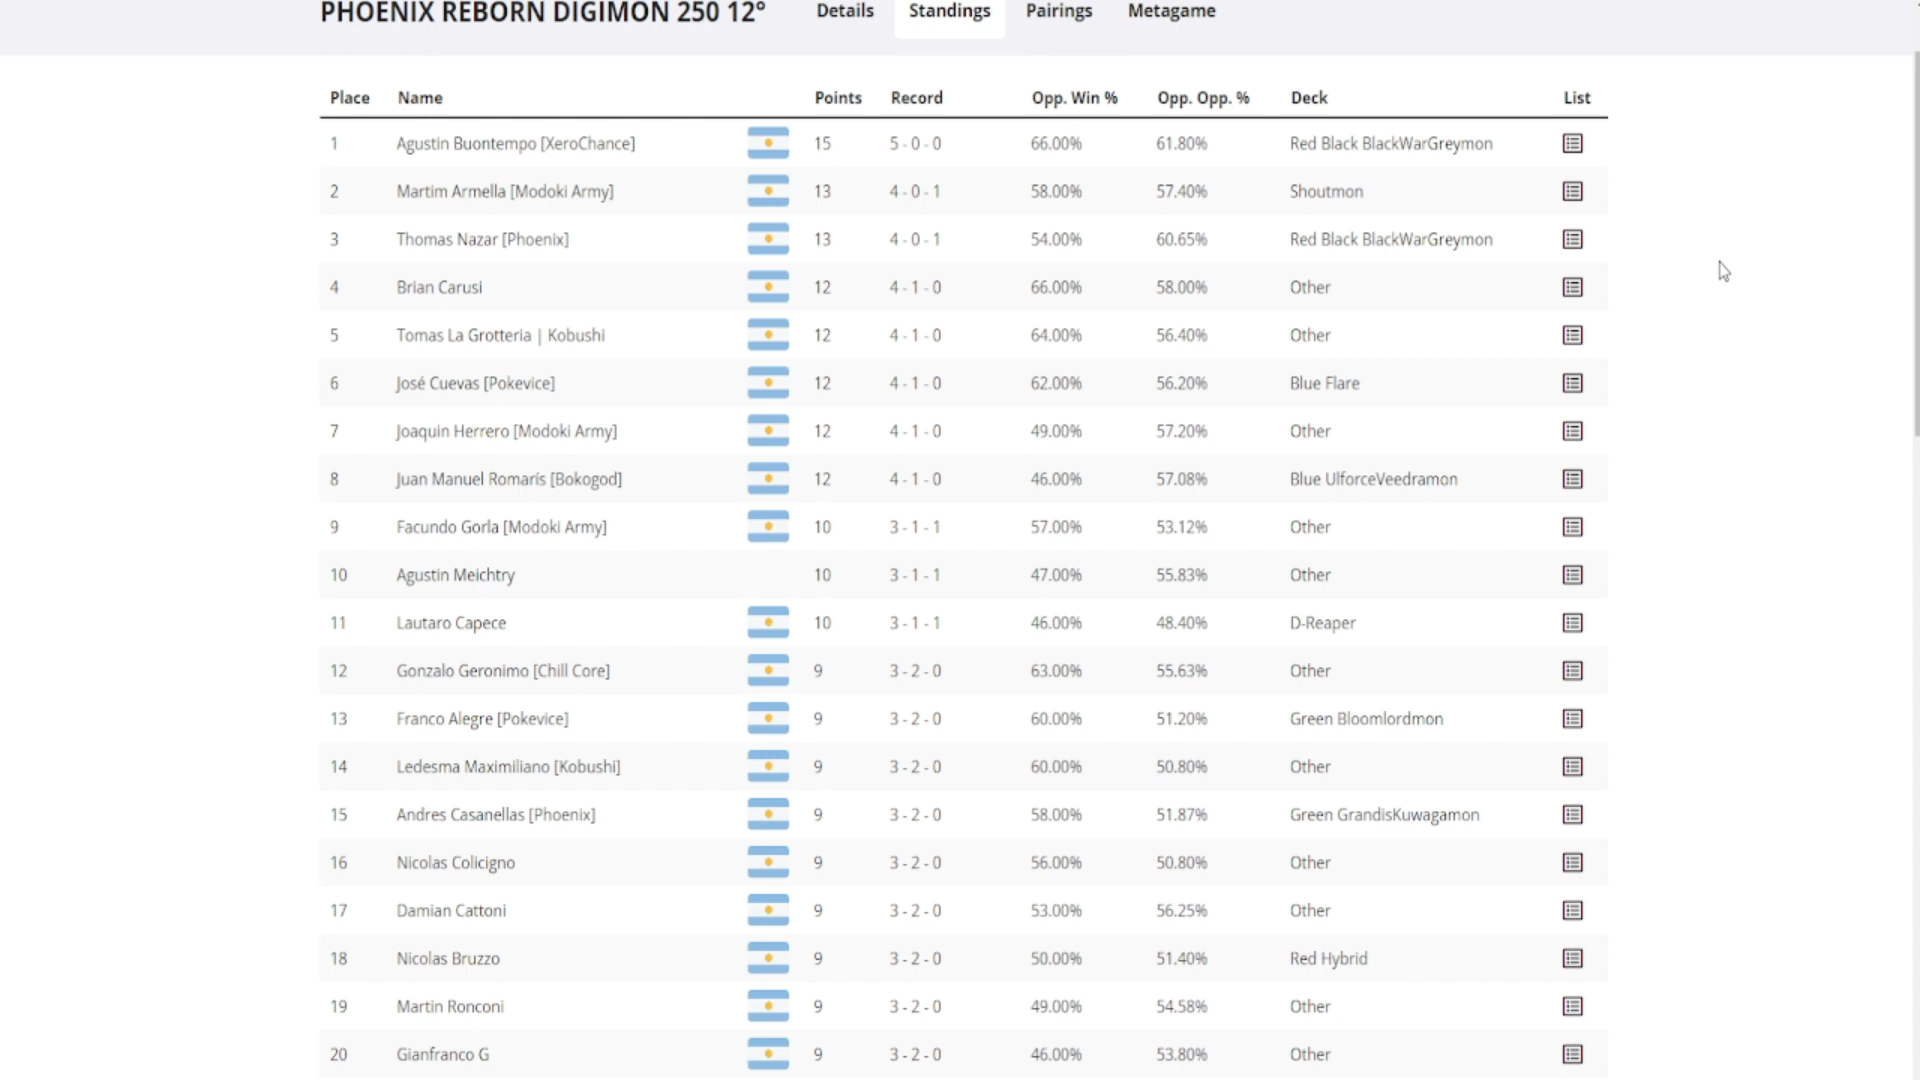 PHOENIX REBORN DIGIMON 250 12° Details Standings Pairings Metagame
Place Name Points Record Opp. Win % Opp. Opp. % Deck List
1 Agustin Buontempo [XeroChance] 15 5 - 0 - 0 66.00% 61.80% Red Black BlackWarGreymon
2 Martim Armella [Modoki Army] 13 4 - 0 - 1 58.00% 57.40% Shoutmon
3 Thomas Nazar [Phoenix] 13 4 - 0 - 1 54.00% 60.65% Red Black BlackWarGreymon
4 Brian Carusi 12 4 - 1 - 0 66.00% 58.00% Other
5 Tomas La Grotteria | Kobushi 12 4 - 1 - 0 64.00% 56.40% Other
6 José Cuevas [Pokevice] 12 4 - 1 - 0 62.00% 56.20% Blue Flare
7 Joaquin Herrero [Modoki Army] 12 4 - 1 - 0 49.00% 57.20% Other
8 Juan Manuel Romarís [Bokogod] 12 4 - 1 - 0 46.00% 57.08% Blue UlforceVeedramon
9 Facundo Gorla [Modoki Army] 10 3 - 1 - 1 57.00% 53.12% Other
10 Agustin Meichtry 10 3 - 1 - 1 47.00% 55.83% Other
11 Lautaro Capece 10 3 - 1 - 1 46.00% 48.40% D-Reaper
12 Gonzalo Geronimo [Chill Core] 9 3 - 2 - 0 63.00% 55.63% Other
13 Franco Alegre [Pokevice] 9 3 - 2 - 0 60.00% 51.20% Green Bloomlordmon
14 Ledesma Maximiliano [Kobushi] 9 3 - 2 - 0 60.00% 50.80% Other
15 Andres Casanellas [Phoenix] 9 3 - 2 - 0 58.00% 51.87% Green GrandisKuwagamon
16 Nicolas Colicigno 9 3 - 2 - 0 56.00% 50.80% Other
17 Damian Cattoni 9 3 - 2 - 0 53.00% 56.25% Other
18 Nicolas Bruzzo 9 3 - 2 - 0 50.00% 51.40% Red Hybrid
19 Martin Ronconi 9 3 - 2 - 0 49.00% 54.58% Other
20 Gianfranco G 9 3 - 2 - 0 46.00% 53.80% Other